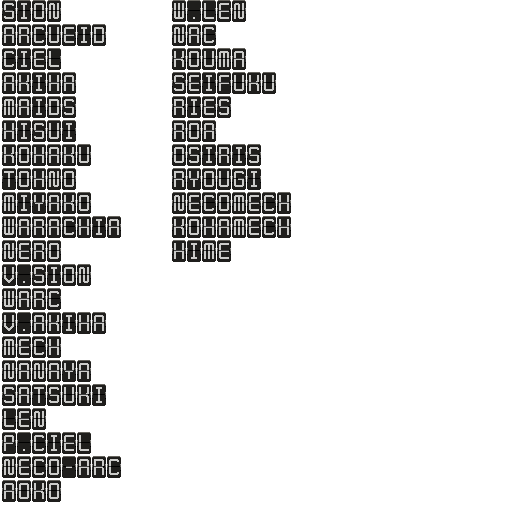 SION
ARCUEID
CIEL
AKIHA
MAIDS
HISUI
KOHAKU
TOHNO
MIYAKO
WARACHIA
NERO
V.SION
WARC
V.AKIHA
MECH
NANAYA
SATSUKI
LEN
P.CIEL
NECO-ARC
AOKO
W.LEN
NAC
KOUMA
SEIFUKU
RIES
ROA
OSIRIS
RYOUGI
NECOMECH
KOHAMECH
HIME